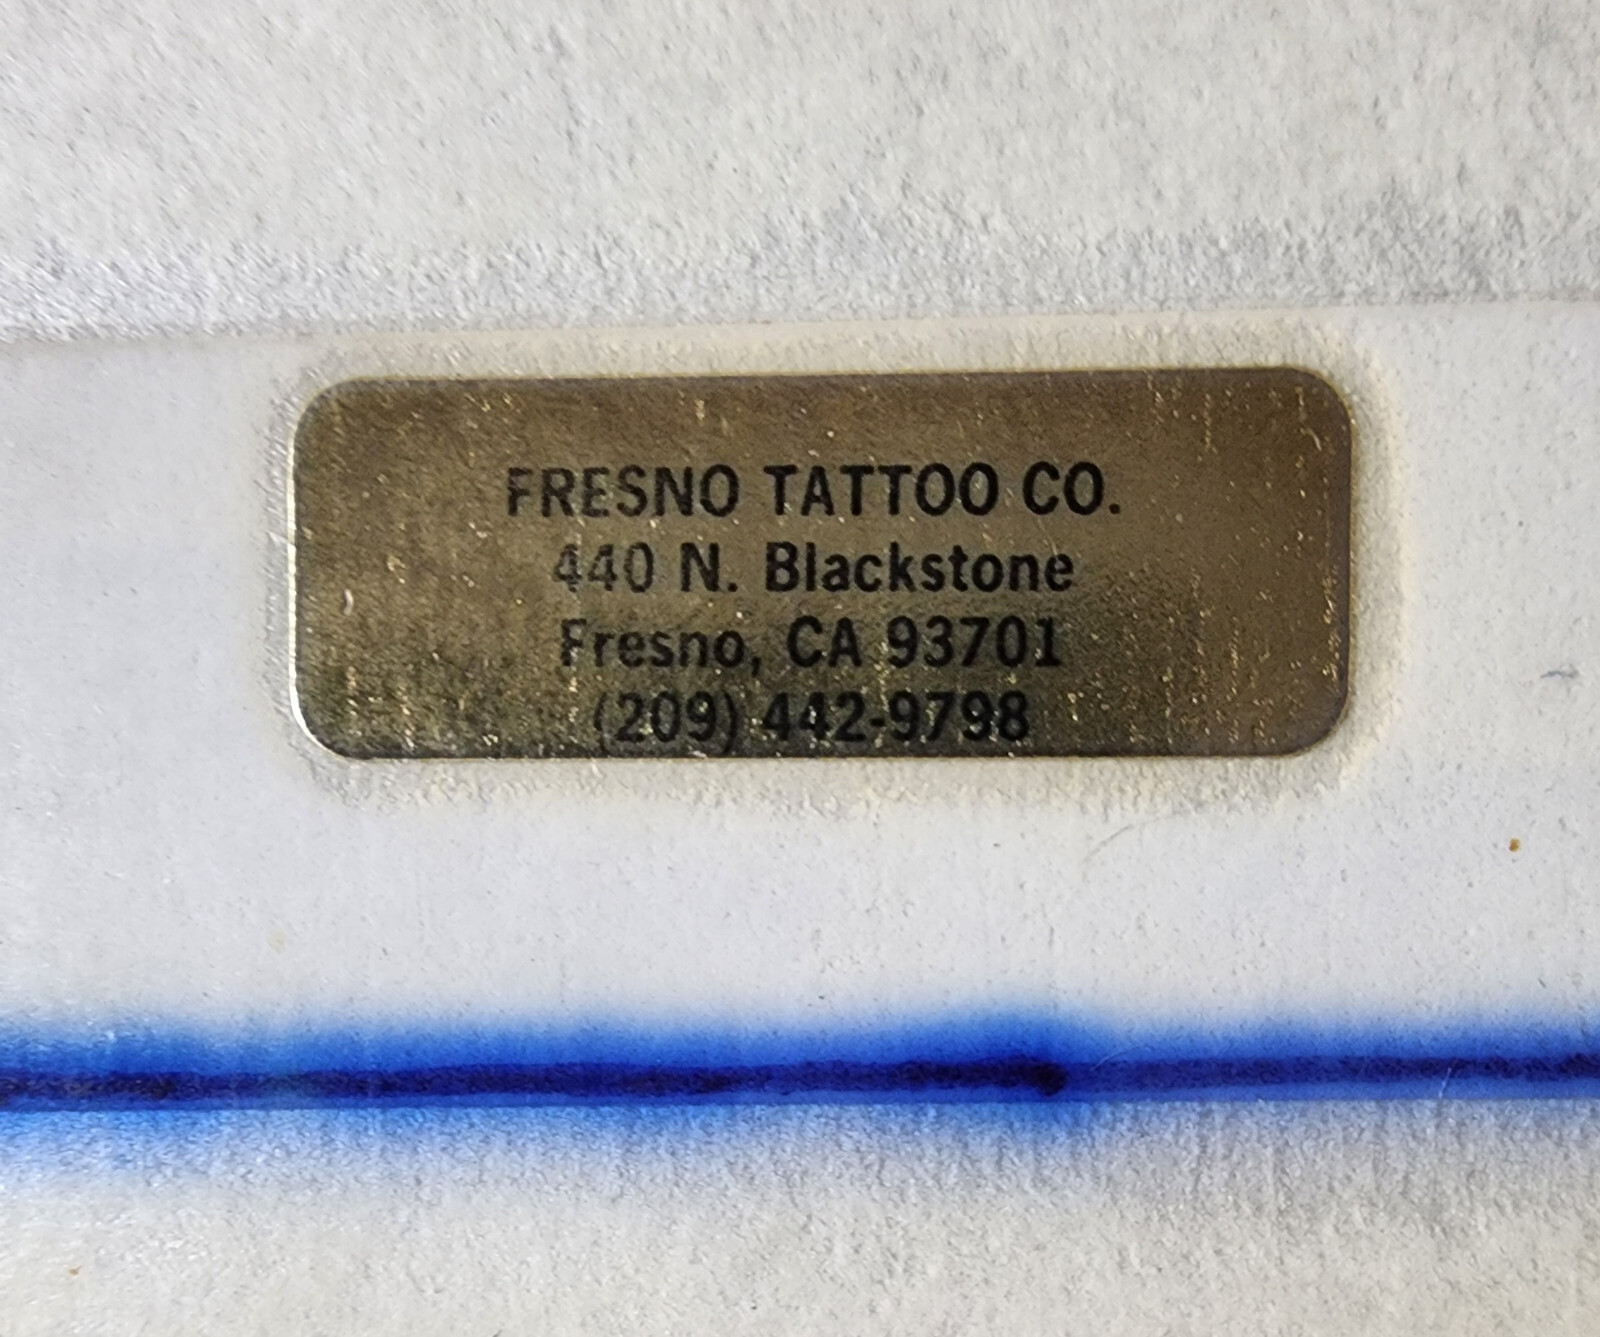 FRESNO TATTOO CO.
440 N. Blackstone
Fresno, CA 93701
(209) 442-9798